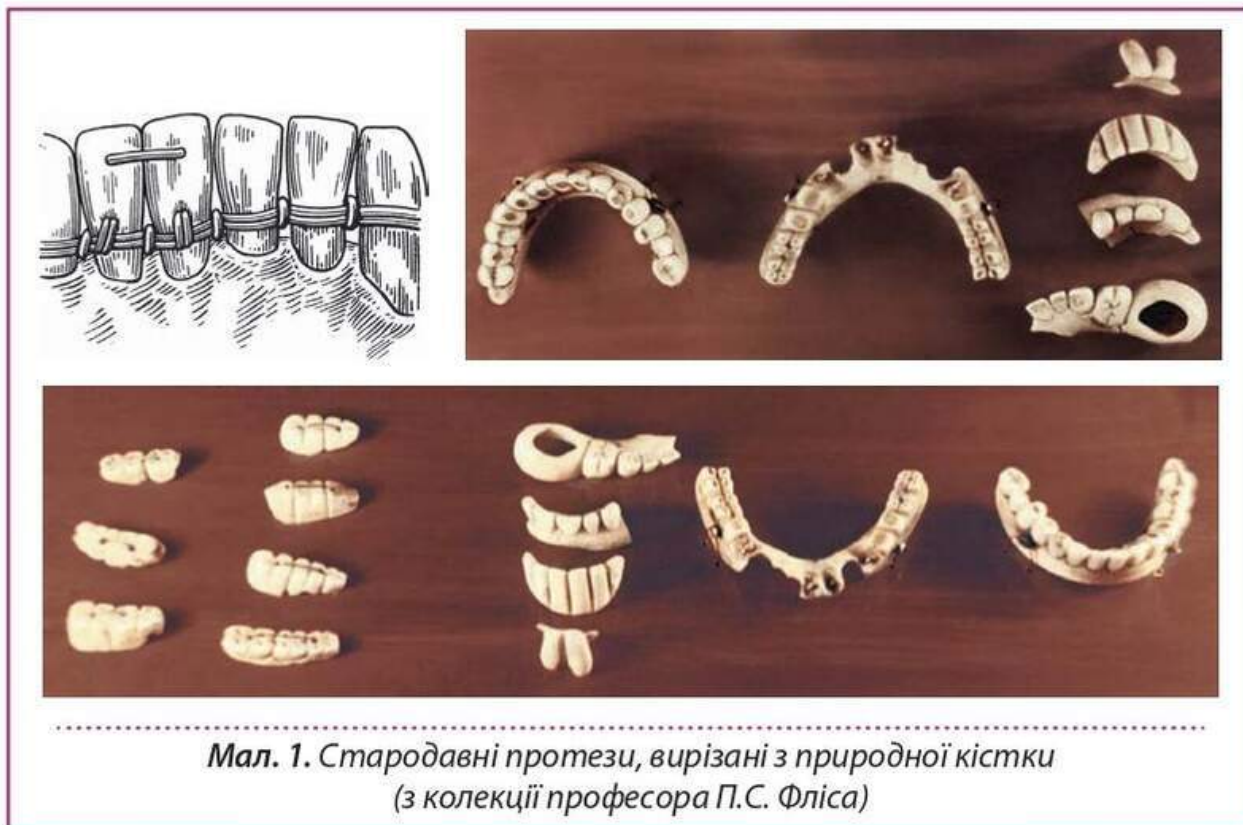 Мал. 1. Стародавні протези, вирізані з природної кістки
(з колекції професора П.С. Фліса)